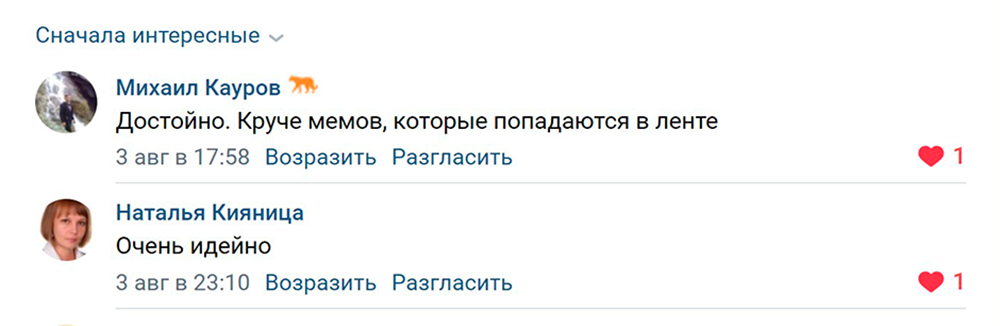 Сначала интересные
Михаил Кауров
Достойно. Круче мемов, которые попадаются в ленте
3 авг в 17:58 Возразить Разгласить 1
Наталья Кияница
Очень идейно
3 авг в 23:10 Возразить Разгласить 1